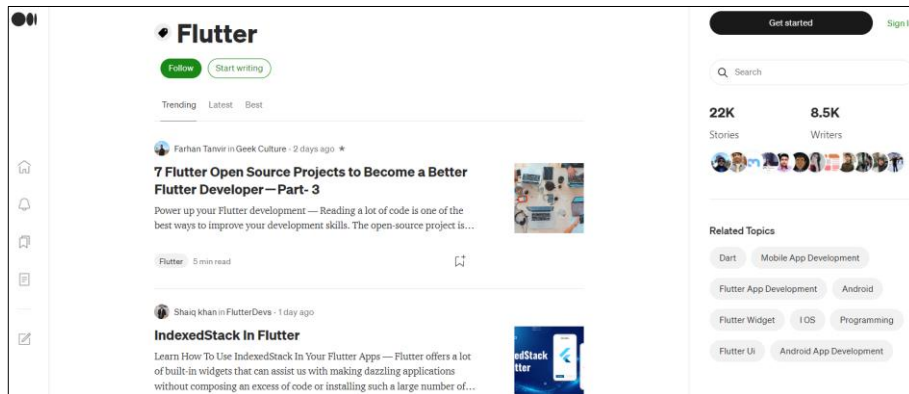 Flutter
Follow
Start writing
Trending
Latest
Best
Farhan Tanvir in Geek Culture · 2 days ago ★
7 Flutter Open Source Projects to Become a Better
Flutter Developer — Part- 3
Power up your Flutter development — Reading a lot of code is one of the
best ways to improve your development skills. The open-source project is…
Flutter
5 min read
Shaiq khan in FlutterDevs · 1 day ago
IndexedStack In Flutter
Learn How To Use IndexedStack In Your Flutter Apps — Flutter offers a lot
of built-in widgets that can assist us with making dazzling applications
without composing an excess of code or installing such a large number of…
Get started
Sign
Search
22K
Stories
8.5K
Writers
Related Topics
Dart
Mobile App Development
Flutter App Development
Android
Flutter Widget
I OS
Programming
Flutter Ui
Android App Development